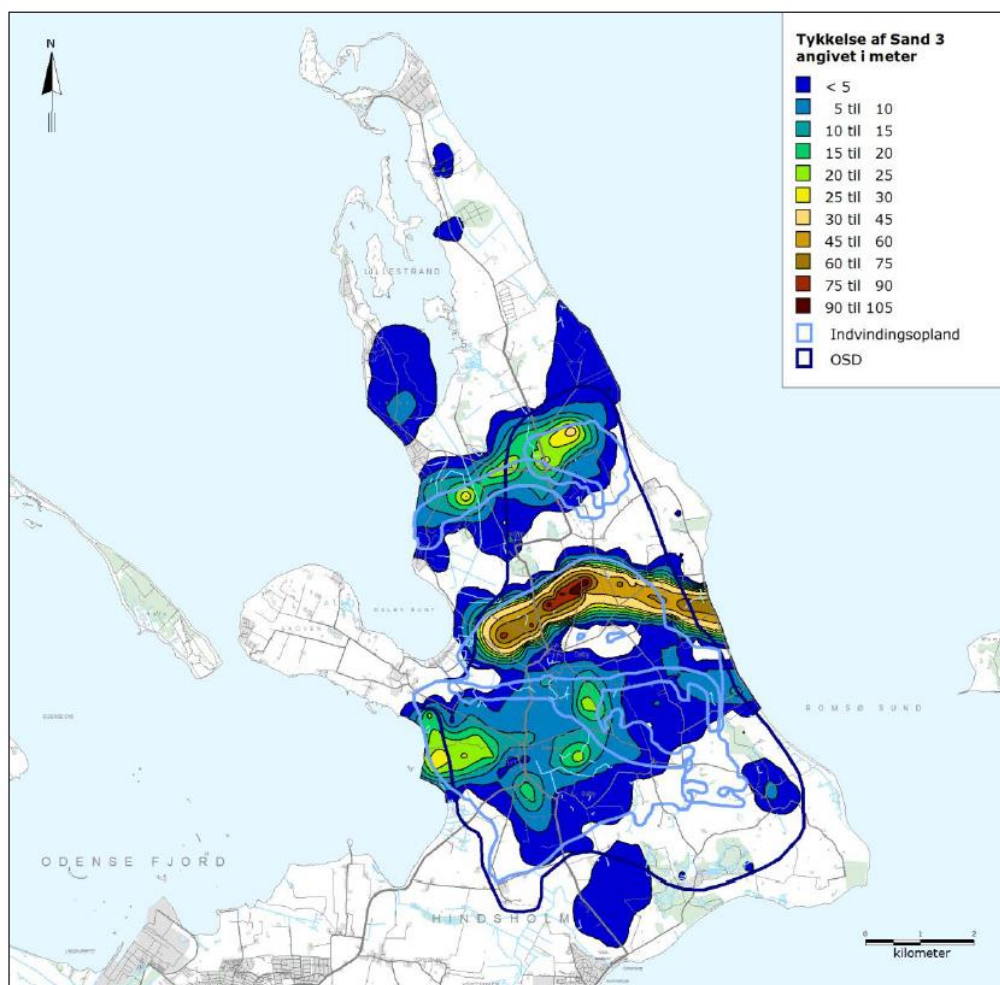 N
Tykkelse af Sand 3
angivet i meter
< 5
5 til 10
10 til 15
15 til 20
20 til 25
25 til 30
30 til 45
45 til 60
60 til 75
75 til 90
90 til 105
Indvindingsopland
OSD
LILLESTRAND
DALBY BUGT
ROMSØ SUND
ODENSE FJORD
HINDSHOLM
0 1 2
kilometer